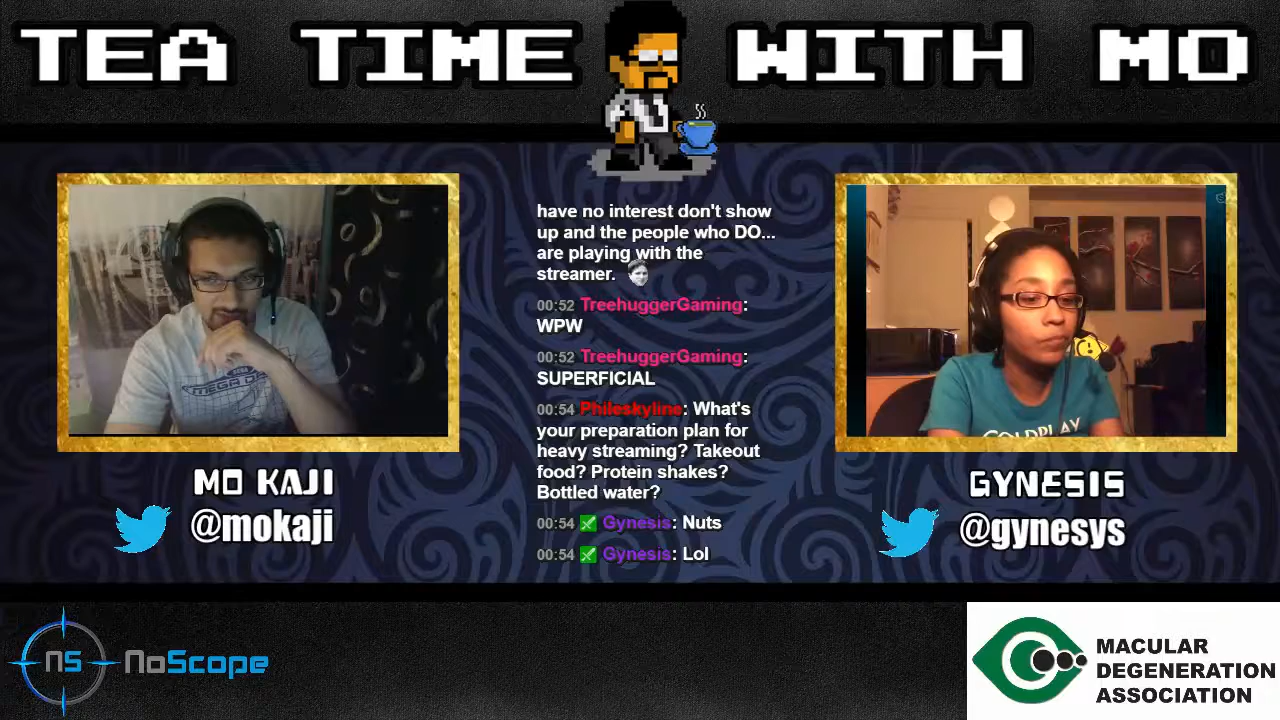 TEA TIME WITH MO
have no interest don't show
up and the people who DO...
are playing with the
streamer.
00:52 TreehuggerGaming:
WPW
00:52 TreehuggerGaming:
SUPERFICIAL
00:54 Phileskyline: What's
your preparation plan for
heavy streaming? Takeout
food? Protein shakes?
Bottled water?
00:54 Gynesis: Nuts
00:54 Gynesis: Lol
MEGA DRIVE
MO KAJI
@mokaji
COLDPLAY
GYNESIS
@gynesys
NS NoScope
MACULAR
DEGENERATION
ASSOCIATION